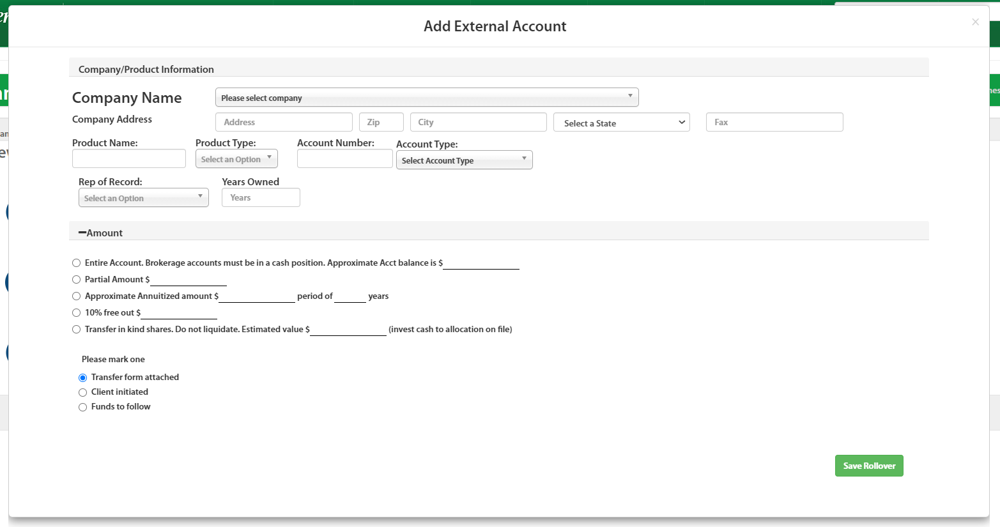 Add External Account
×
Company/Product Information
Company Name Please select company
Company Address Address Zip City Select a State Fax
Product Name: Product Type: Account Number: Account Type:
Select an Option Select Account Type
Rep of Record: Years Owned
Select an Option Years
Amount
Entire Account. Brokerage accounts must be in a cash position. Approximate Acct balance is $
Partial Amount $
Approximate Annuitized amount $ period of years
10% free out $
Transfer in kind shares. Do not liquidate. Estimated value $ (invest cash to allocation on file)
Please mark one
Transfer form attached
Client initiated
Funds to follow
Save Rollover